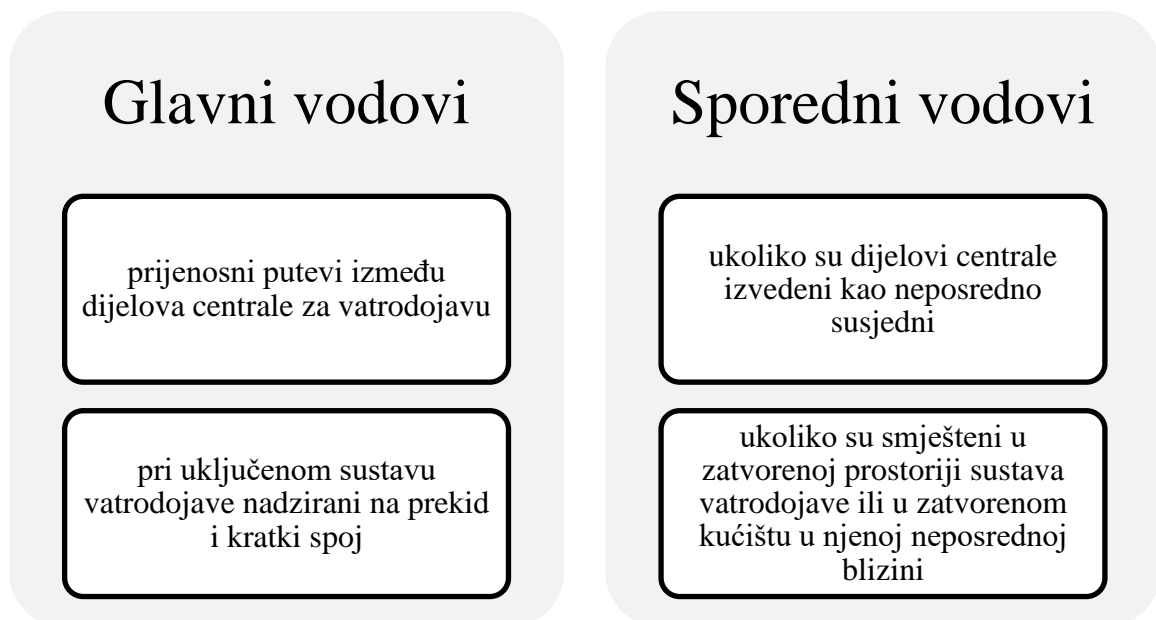 Glavni vodovi
prijenosni putevi između
dijelova centrale za vatrodojavu
pri uključenom sustavu
vatrodojave nadzirani na prekid
i kratki spoj
Sporedni vodovi
ukoliko su dijelovi centrale
izvedeni kao neposredno
susjedni
ukoliko su smješteni u
zatvorenoj prostoriji sustava
vatrodojave ili u zatvorenom
kućištu u njenoj neposrednoj
blizini